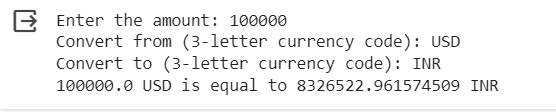 Enter the amount: 100000
Convert from (3-letter currency code): USD
Convert to (3-letter currency code): INR
100000.0 USD is equal to 8326522.961574509 INR